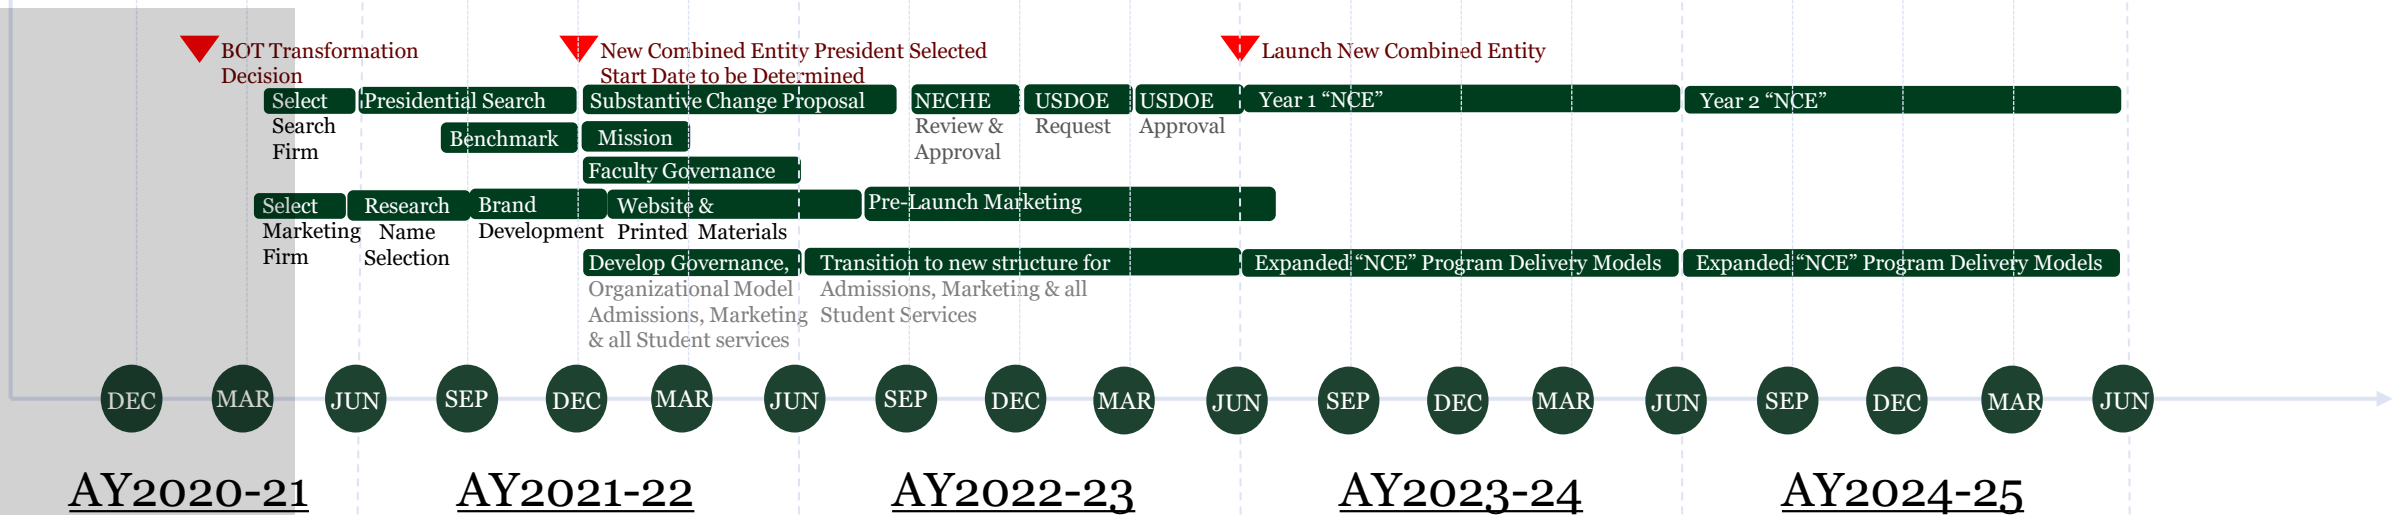 BOT Transformation
Decision
New Combined Entity President Selected
Start Date to be Determined
Launch New Combined Entity
Select
Search
Firm
Presidential Search
Substantive Change Proposal
NECHE
Review &
Approval
USDOE
Request
USDOE
Approval
Year 1 “NCE”
Year 2 “NCE”
Benchmark
Mission
Faculty Governance
Select
Marketing
Firm
Research
Name
Selection
Brand
Development
Website &
Printed Materials
Pre-Launch Marketing
Develop Governance,
Organizational Model
Admissions, Marketing
& all Student services
Transition to new structure for
Admissions, Marketing & all
Student Services
Expanded “NCE” Program Delivery Models
Expanded “NCE” Program Delivery Models
DEC MAR JUN SEP DEC MAR JUN SEP DEC MAR JUN SEP DEC MAR JUN SEP DEC MAR JUN
AY2020-21 AY2021-22 AY2022-23 AY2023-24 AY2024-25